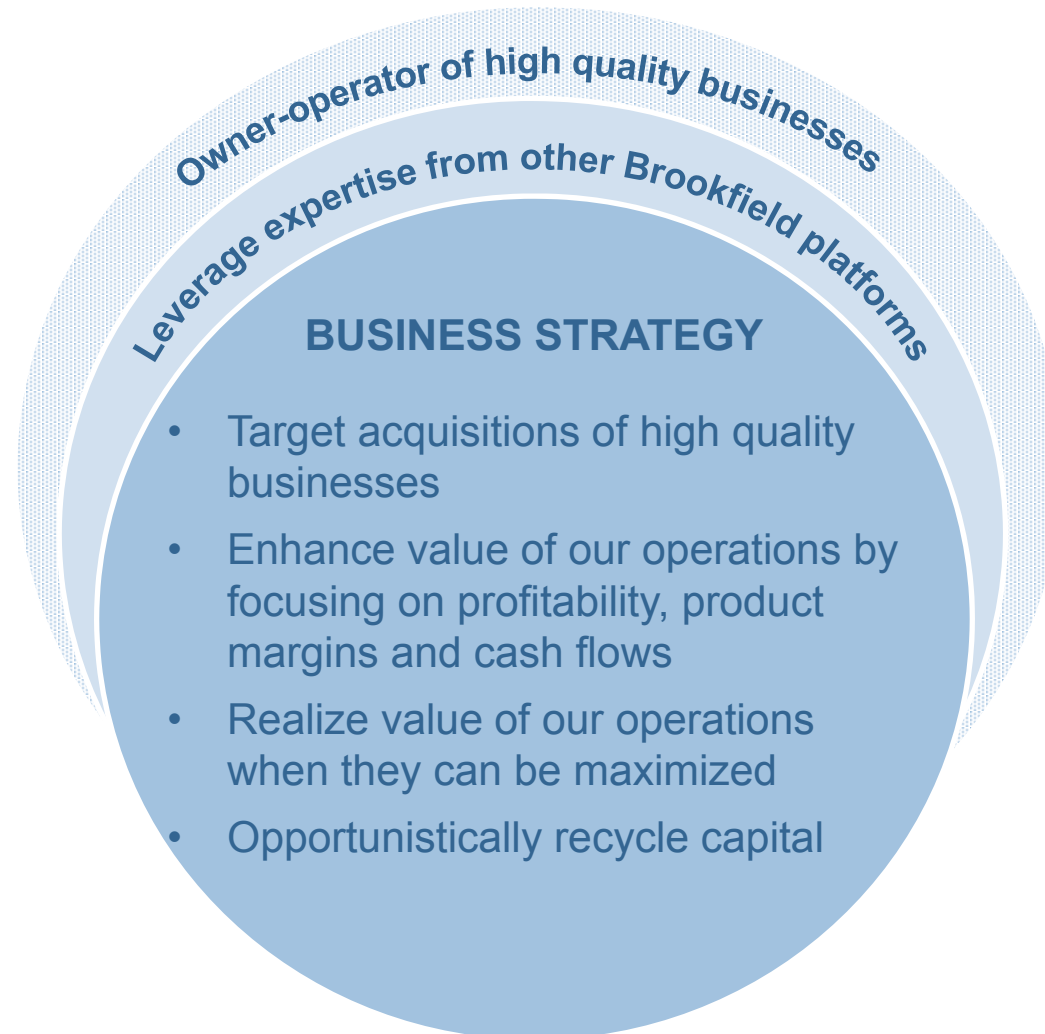 Owner-operator of high quality businesses
Leverage expertise from other Brookfield platforms
BUSINESS STRATEGY
• Target acquisitions of high quality
businesses
• Enhance value of our operations by
focusing on profitability, product
margins and cash flows
• Realize value of our operations
when they can be maximized
• Opportunistically recycle capital